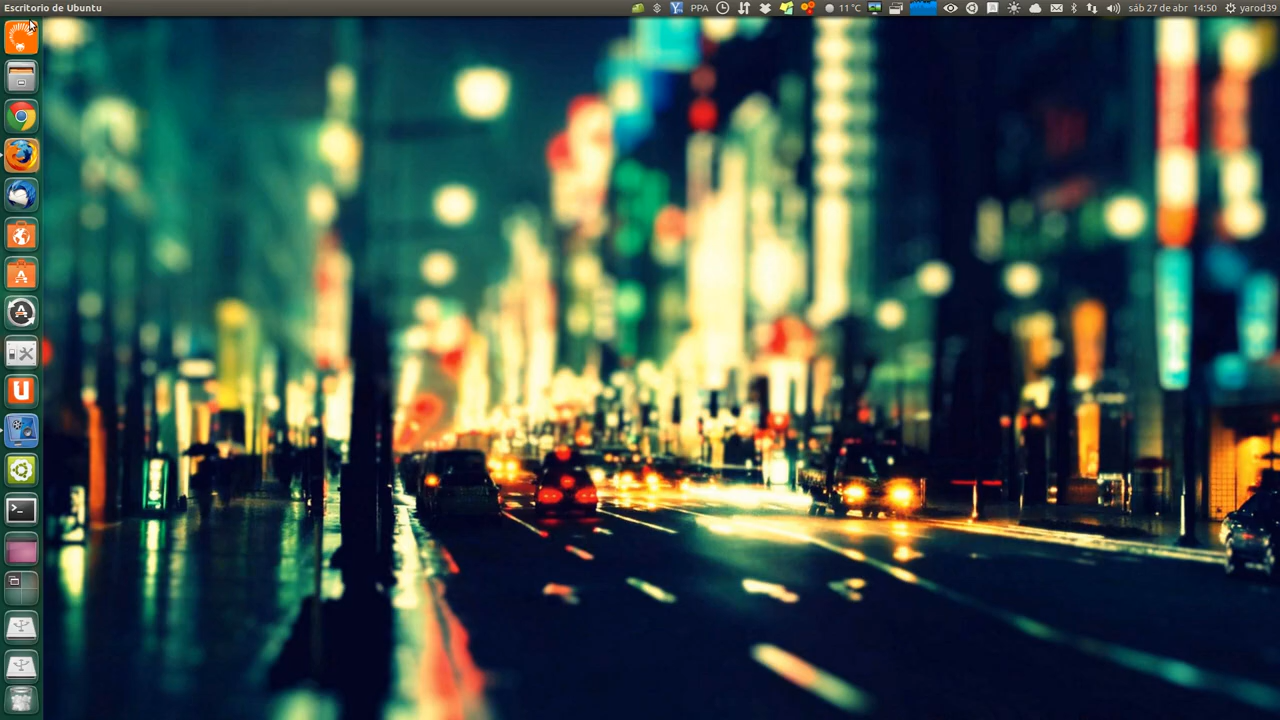 Escritorio de Ubuntu
PPA
11 °C
sáb 27 de abr 14:50
yarod39